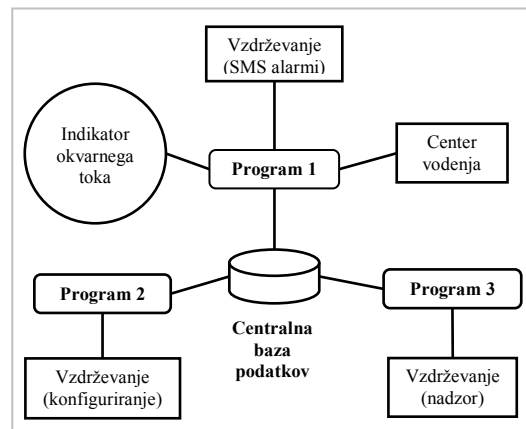 Vzdrževanje
(SMS alarmi)
Indikator
okvarnega
toka
Program 1
Center
vodenja
Program 2
Centralna
baza
podatkov
Program 3
Vzdrževanje
(konfiguriranje)
Vzdrževanje
(nadzor)